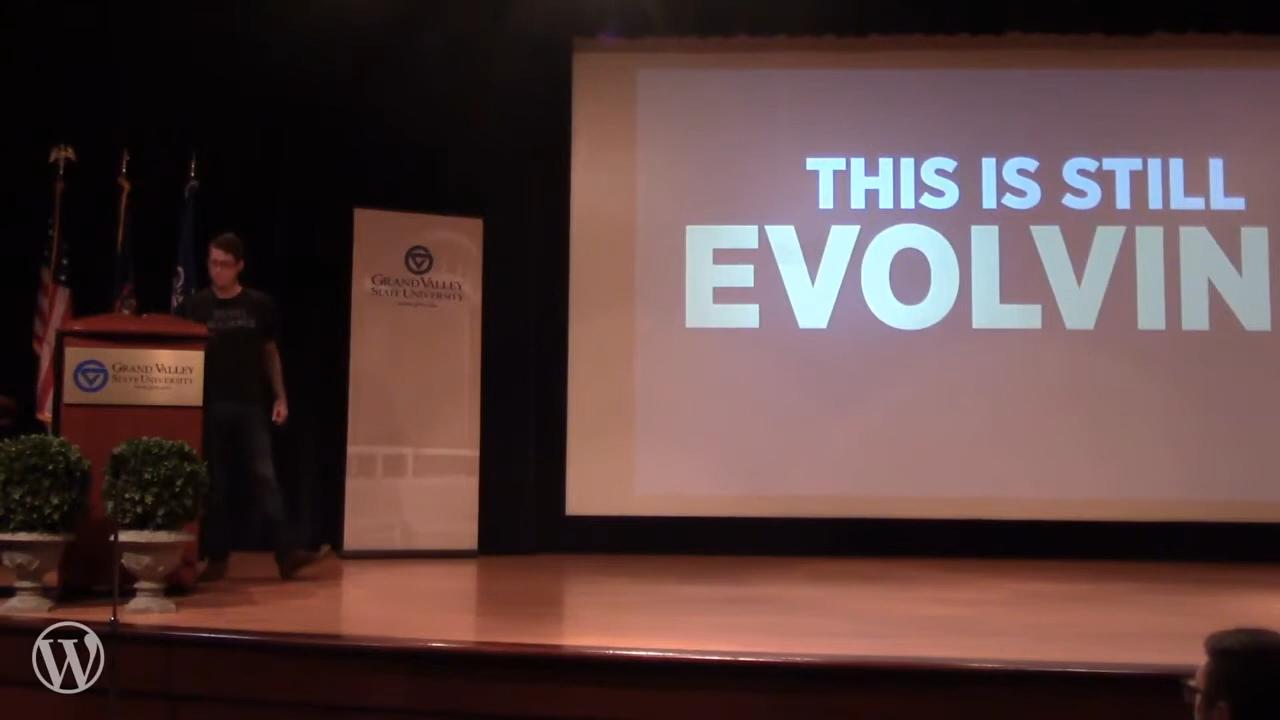 THIS IS STILL
EVOLVIN
GRAND VALLEY
STATE UNIVERSITY
GRAND VALLEY
STATE UNIVERSITY